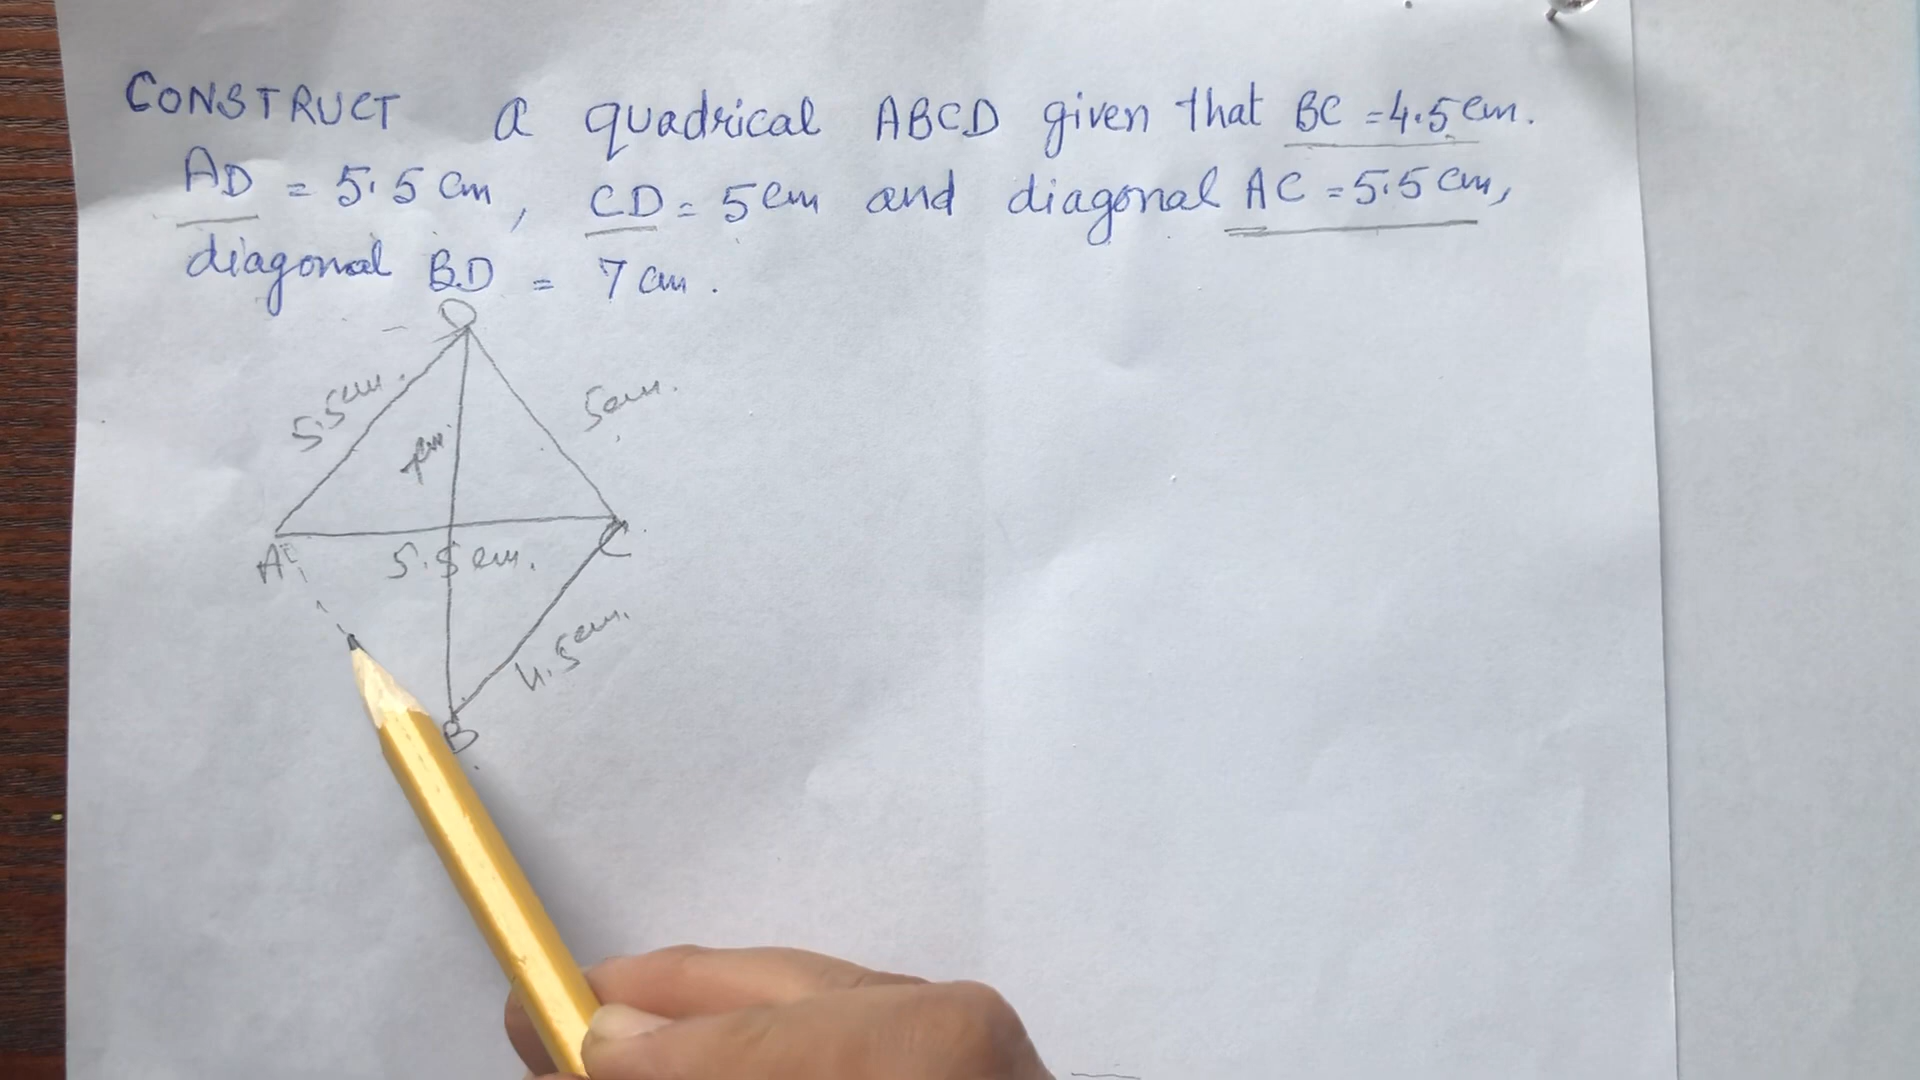 CONSTRUCT a quadrical ABCD given that BC = 4.5 cm.
AD = 5.5 cm, CD = 5 cm and diagonal AC = 5.5 cm,
diagonal BD = 7 cm.
D
5.5 cm.
5 cm.
7 cm.
A
5.5 cm.
C
4.5 cm.
B